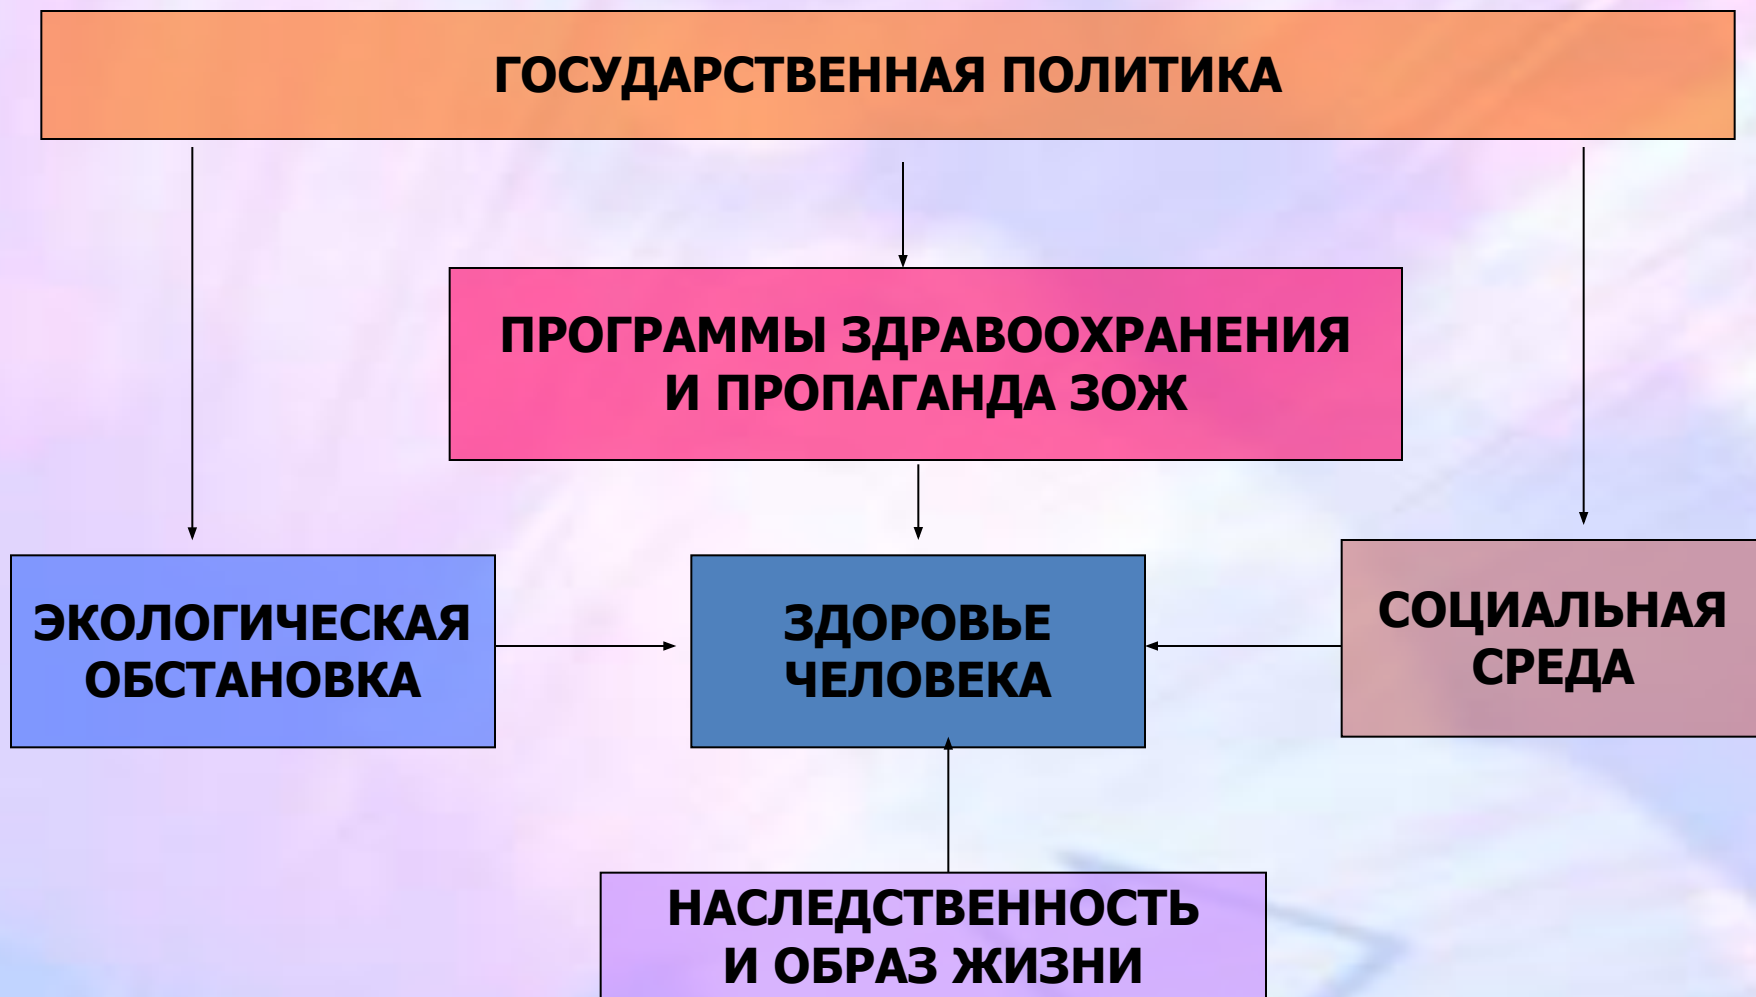 ГОСУДАРСТВЕННАЯ ПОЛИТИКА
ПРОГРАММЫ ЗДРАВООХРАНЕНИЯ
И ПРОПАГАНДА ЗОЖ
ЭКОЛОГИЧЕСКАЯ
ОБСТАНОВКА
ЗДОРОВЬЕ
ЧЕЛОВЕКА
СОЦИАЛЬНАЯ
СРЕДА
НАСЛЕДСТВЕННОСТЬ
И ОБРАЗ ЖИЗНИ